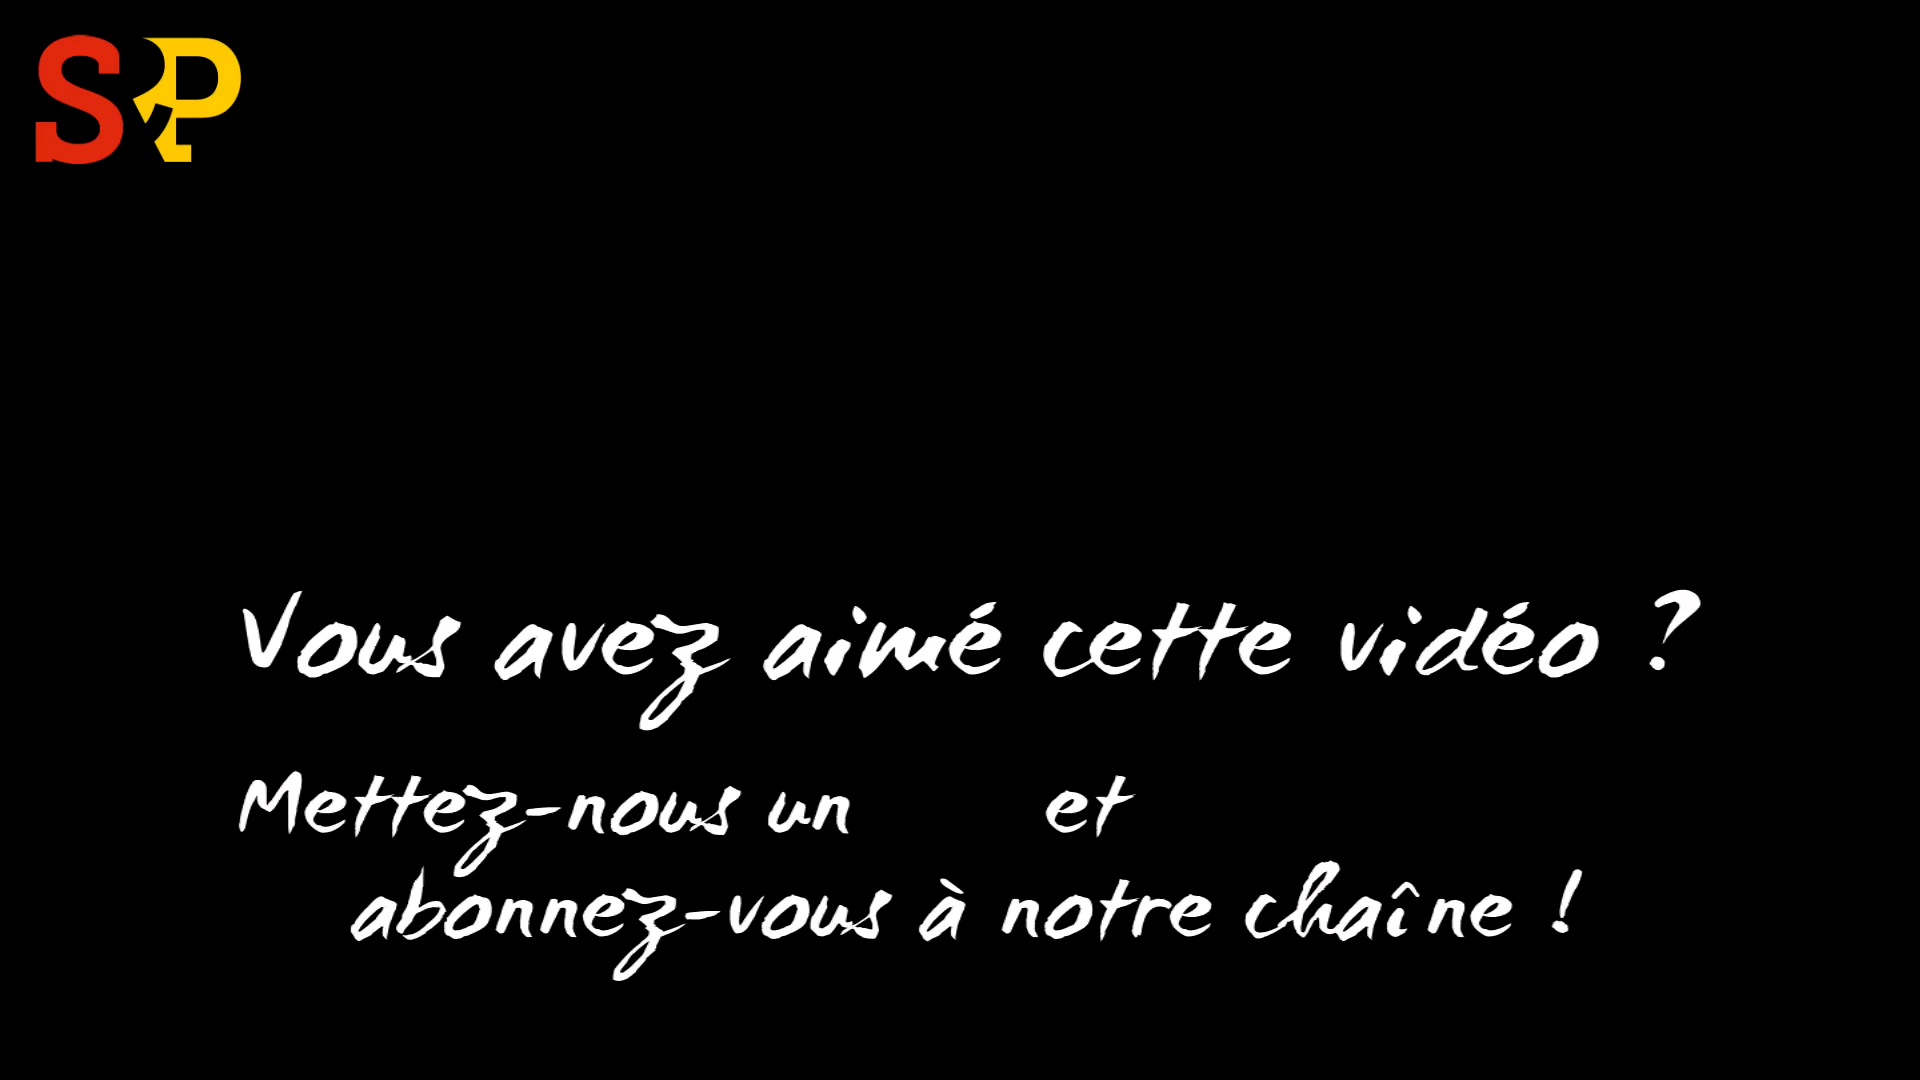 SP
Vous avez aimé cette vidéo ?
Mettez-nous un et
abonnez-vous à notre chaîne !